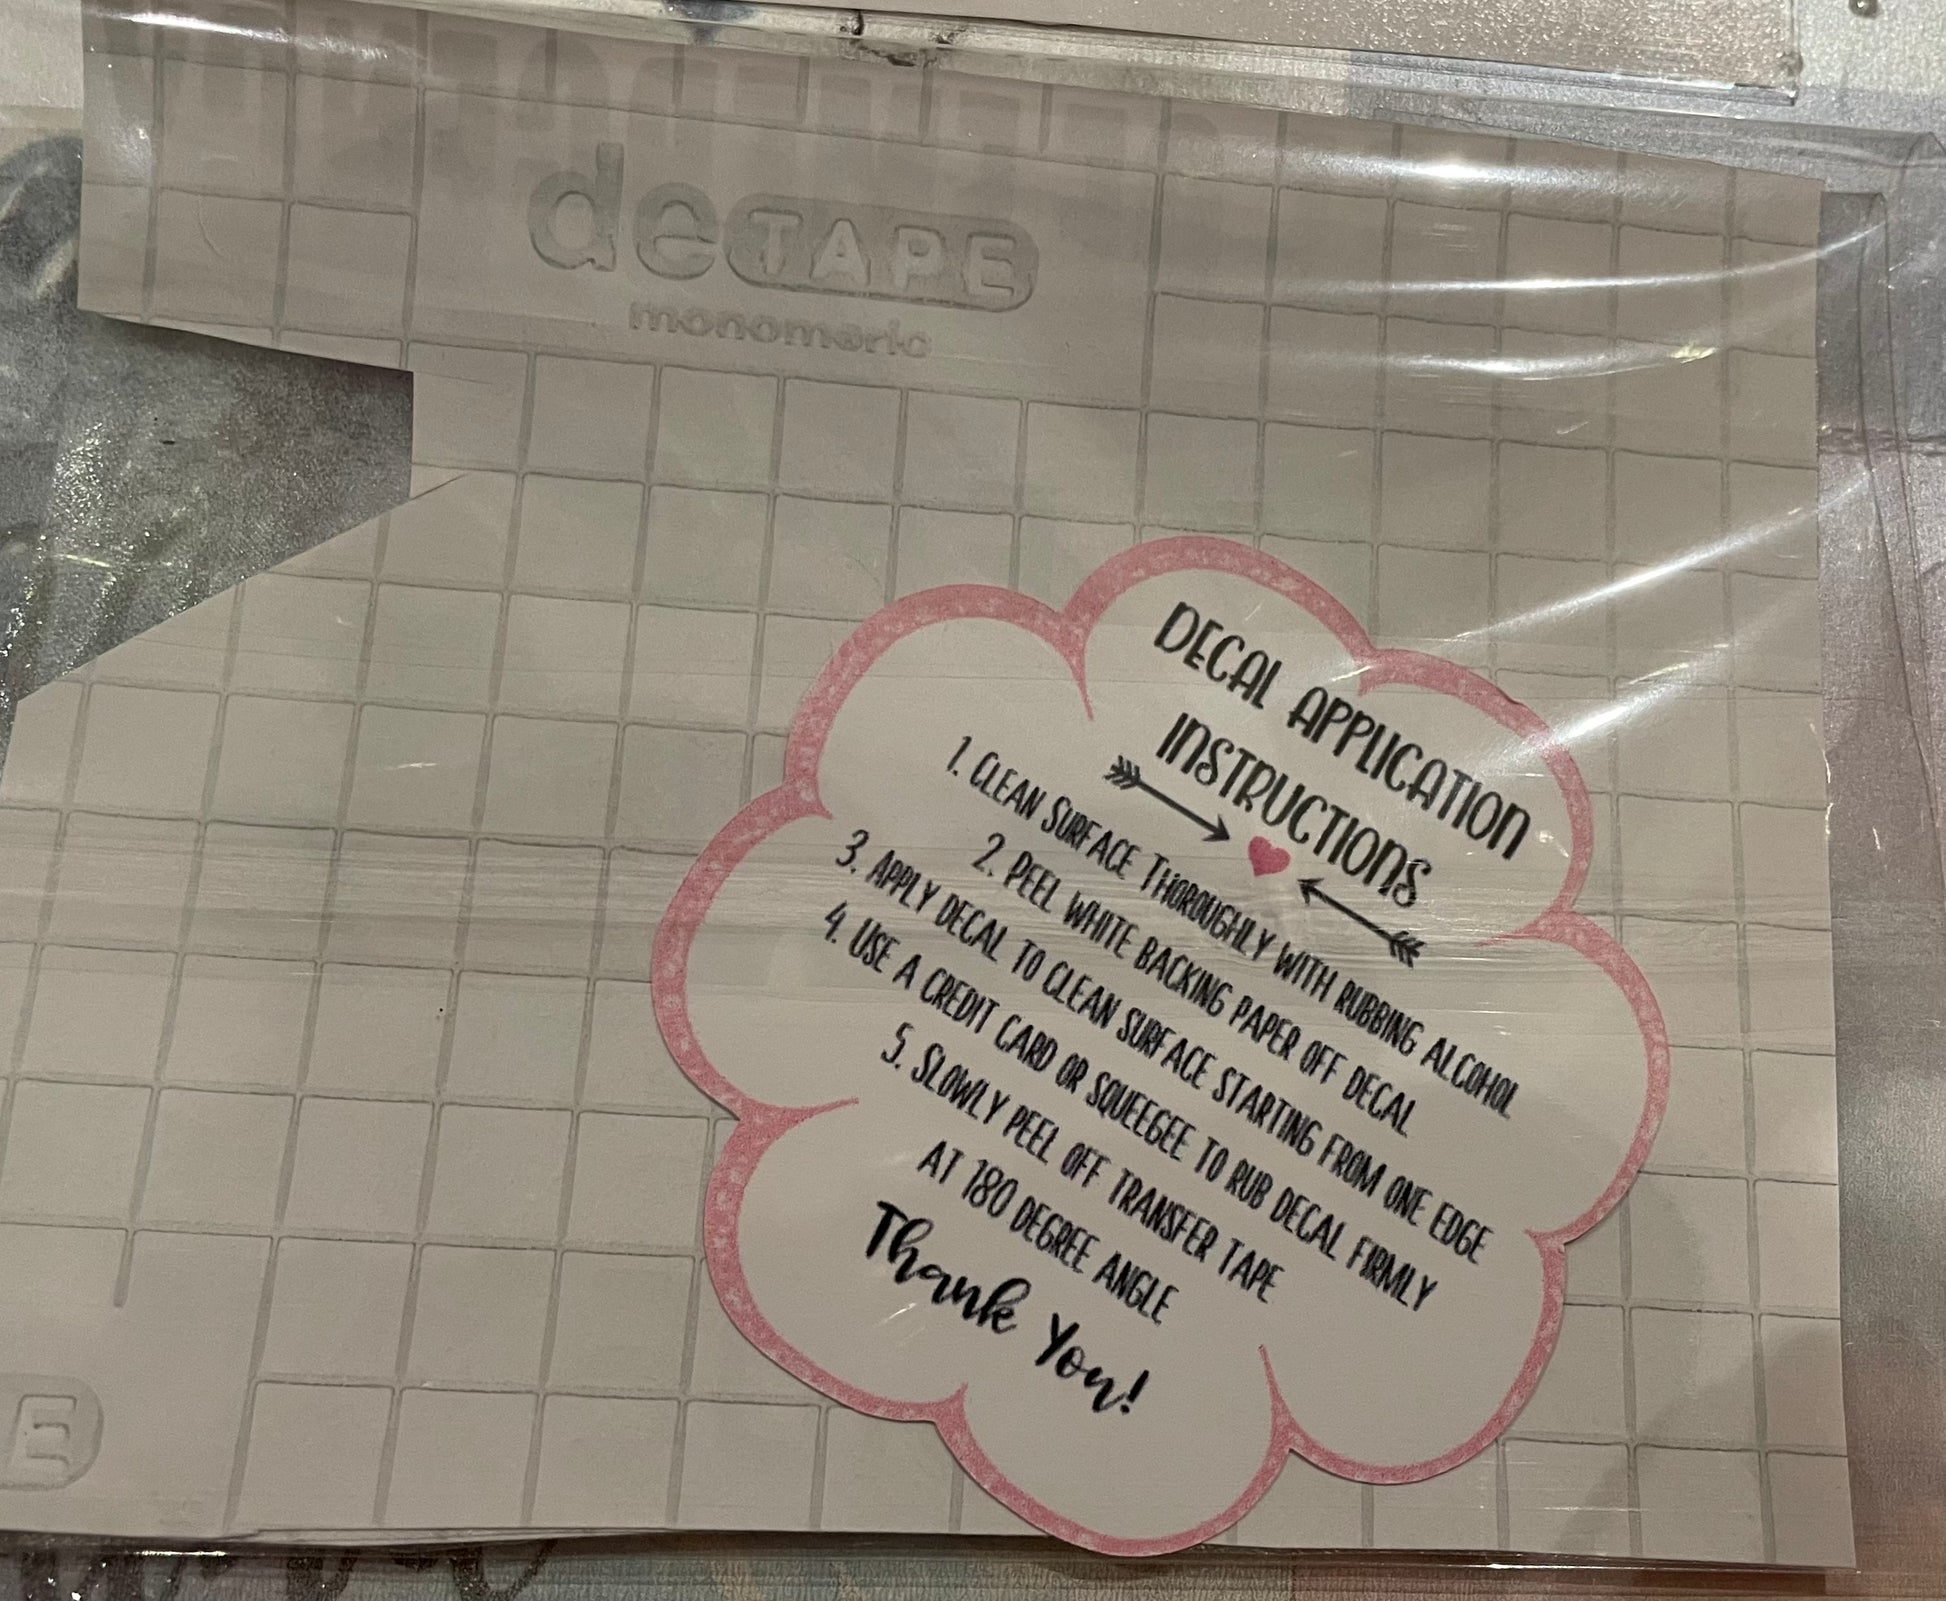 deTAPE
monomeric
DECAL APPLICATION
INSTRUCTIONS
1. CLEAN SURFACE THOROUGHLY WITH RUBBING ALCOHOL
2. PEEL WHITE BACKING PAPER OFF DECAL
3. APPLY DECAL TO CLEAN SURFACE STARTING FROM ONE EDGE
4. USE A CREDIT CARD OR SQUEEGEE TO RUB DECAL FIRMLY
5. SLOWLY PEEL OFF TRANSFER TAPE
AT 180 DEGREE ANGLE
Thank You!
E